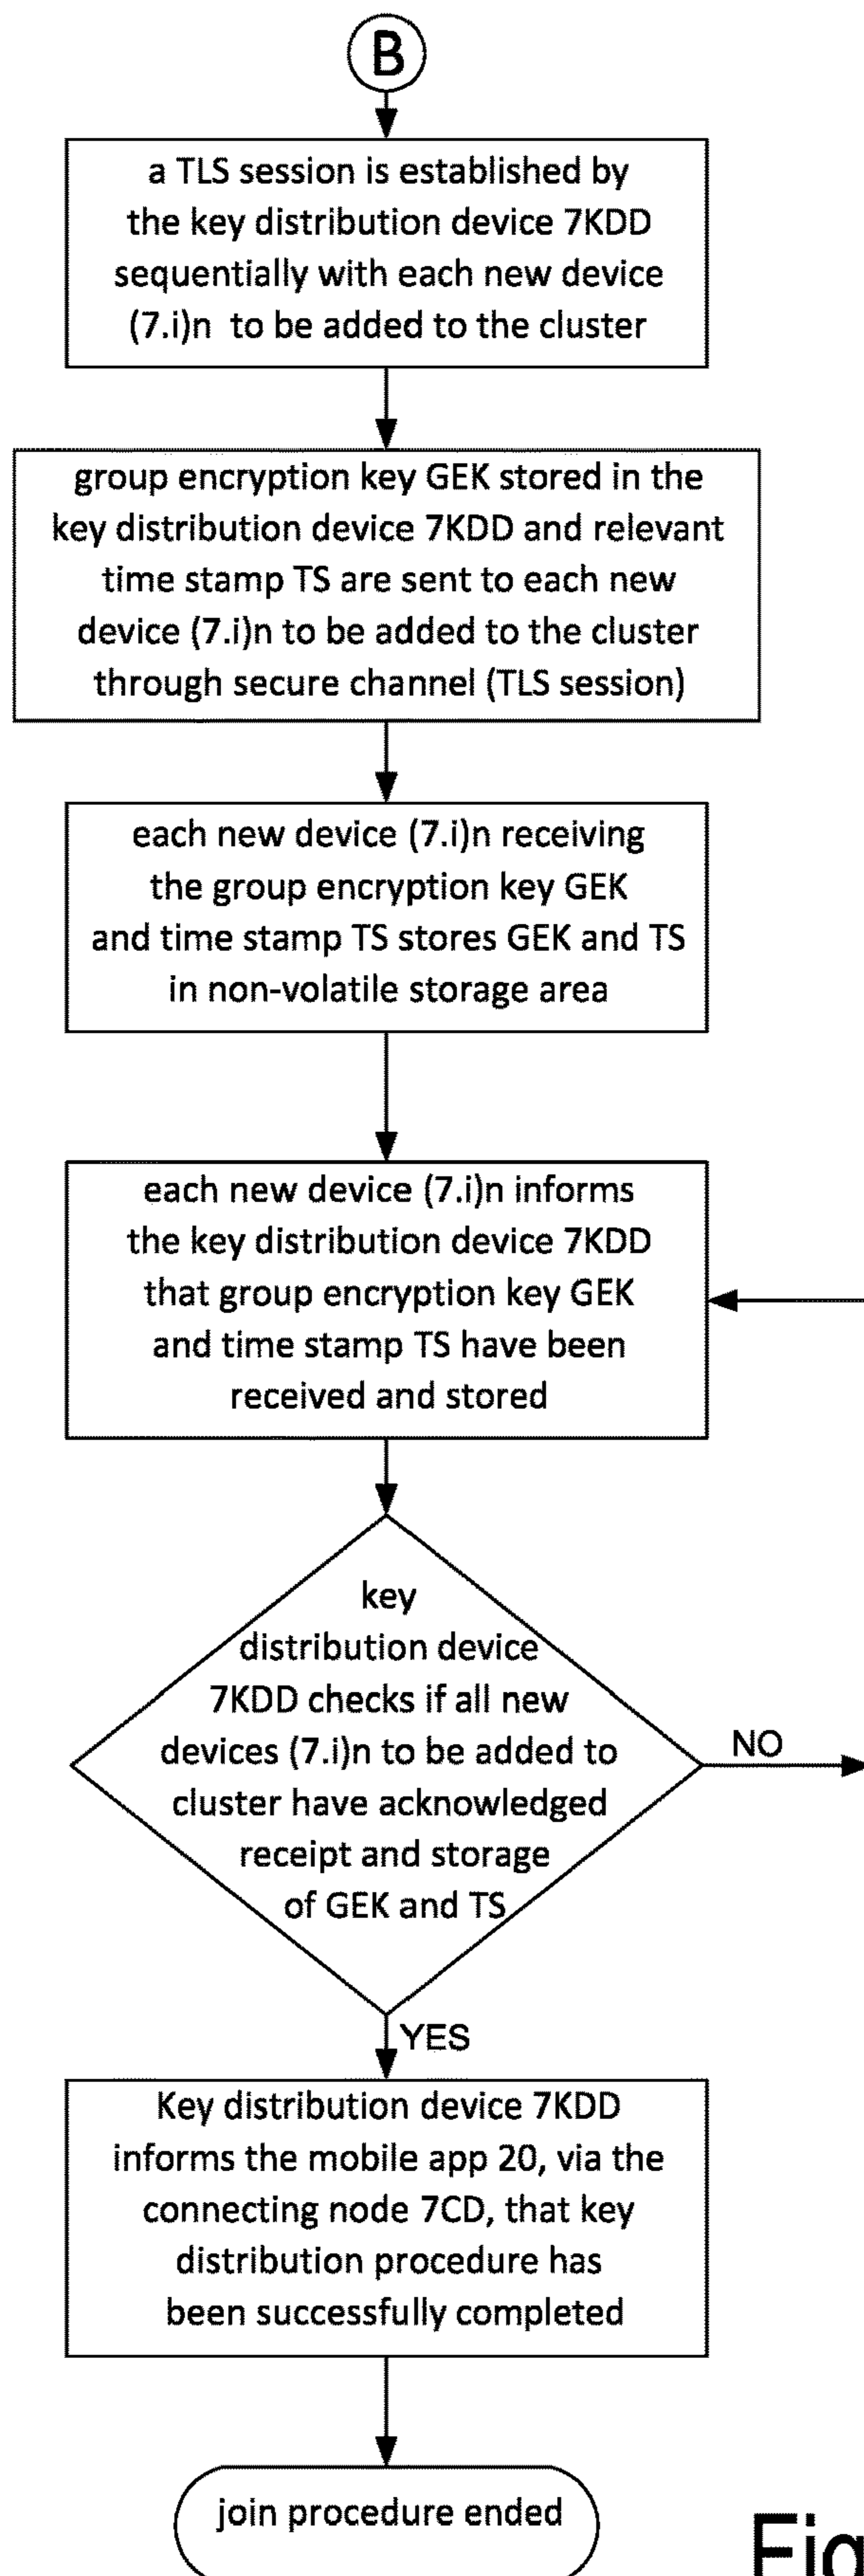 B
a TLS session is established by
the key distribution device 7KDD
sequentially with each new device
(7.i)n to be added to the cluster
group encryption key GEK stored in the
key distribution device 7KDD and relevant
time stamp TS are sent to each new
device (7.i)n to be added to the cluster
through secure channel (TLS session)
each new device (7.i)n receiving
the group encryption key GEK
and time stamp TS stores GEK and TS
in non-volatile storage area
each new device (7.i)n informs
the key distribution device 7KDD
that group encryption key GEK
and time stamp TS have been
received and stored
key
distribution device
7KDD checks if all new
devices (7.i)n to be added to
cluster have acknowledged
receipt and storage
of GEK and TS
NO
YES
Key distribution device 7KDD
informs the mobile app 20, via the
connecting node 7CD, that key
distribution procedure has
been successfully completed
join procedure ended
Fig